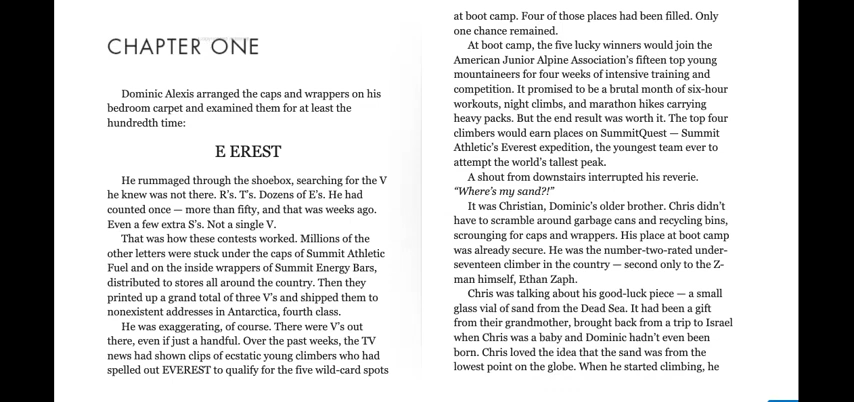 CHAPTER ONE
Dominic Alexis arranged the caps and wrappers on his
bedroom carpet and examined them for at least the
hundredth time:
E EREST
He rummaged through the shoebox, searching for the V
he knew was not there. R's. T's. Dozens of E's. He had
counted once — more than fifty, and that was weeks ago.
Even a few extra S's. Not a single V.
That was how these contests worked. Millions of the
other letters were stuck under the caps of Summit Athletic
Fuel and on the inside wrappers of Summit Energy Bars,
distributed to stores all around the country. Then they
printed up a grand total of three V's and shipped them to
nonexistent addresses in Antarctica, fourth class.
He was exaggerating, of course. There were V's out
there, even if just a handful. Over the past weeks, the TV
news had shown clips of ecstatic young climbers who had
spelled out EVEREST to qualify for the five wild-card spots
at boot camp. Four of those places had been filled. Only
one chance remained.
At boot camp, the five lucky winners would join the
American Junior Alpine Association's fifteen top young
mountaineers for four weeks of intensive training and
competition. It promised to be a brutal month of six-hour
workouts, night climbs, and marathon hikes carrying
heavy packs. But the end result was worth it. The top four
climbers would earn places on SummitQuest — Summit
Athletic's Everest expedition, the youngest team ever to
attempt the world's tallest peak.
A shout from downstairs interrupted his reverie.
“Where's my sand?!”
It was Christian, Dominic's older brother. Chris didn't
have to scramble around garbage cans and recycling bins,
scrounging for caps and wrappers. His place at boot camp
was already secure. He was the number-two-rated under-
seventeen climber in the country — second only to the Z-
man himself, Ethan Zaph.
Chris was talking about his good-luck piece — a small
glass vial of sand from the Dead Sea. It had been a gift
from their grandmother, brought back from a trip to Israel
when Chris was a baby and Dominic hadn't even been
born. Chris loved the idea that the sand was from the
lowest point on the globe. When he started climbing, he